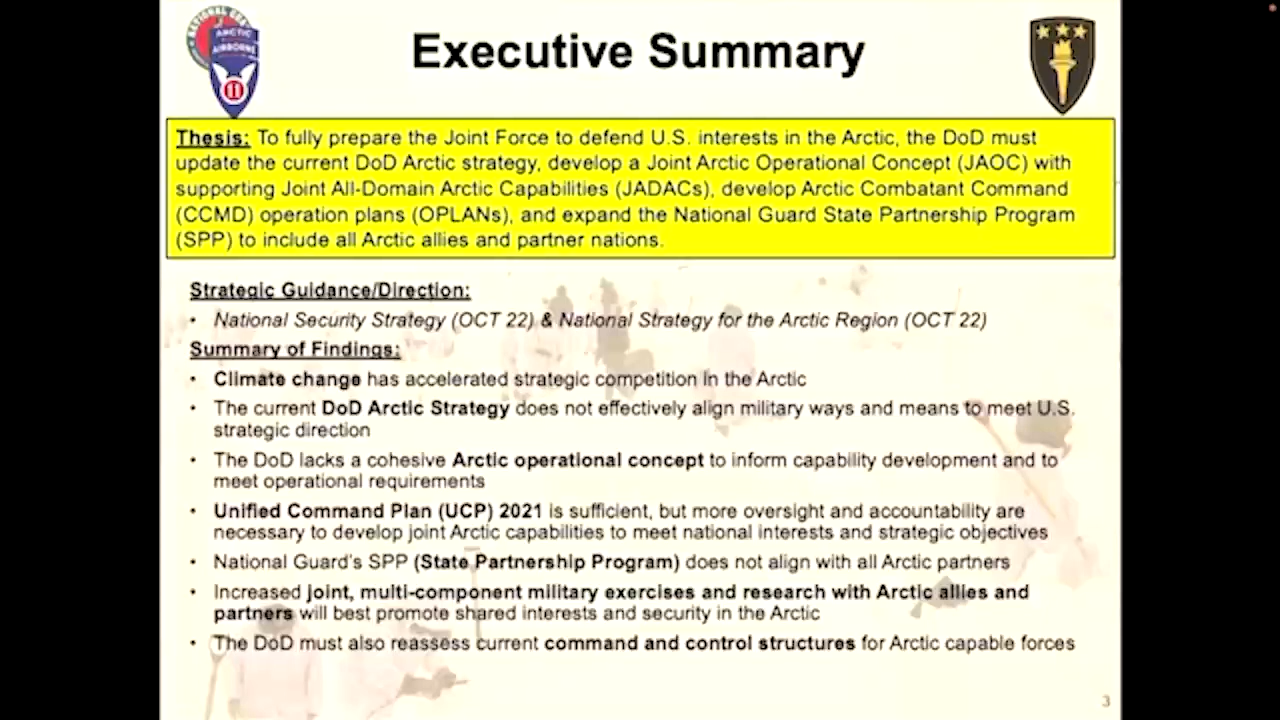 NATIONAL GUA
ARCTIC
AIRBORNE
11
Executive Summary
Thesis: To fully prepare the Joint Force to defend U.S. interests in the Arctic, the DoD must
update the current DoD Arctic strategy, develop a Joint Arctic Operational Concept (JAOC) with
supporting Joint All-Domain Arctic Capabilities (JADACs), develop Arctic Combatant Command
(CCMD) operation plans (OPLANs), and expand the National Guard State Partnership Program
(SPP) to include all Arctic allies and partner nations.
Strategic Guidance/Direction:
• National Security Strategy (OCT 22) & National Strategy for the Arctic Region (OCT 22)
Summary of Findings:
• Climate change has accelerated strategic competition in the Arctic
• The current DoD Arctic Strategy does not effectively align military ways and means to meet U.S.
strategic direction
• The DoD lacks a cohesive Arctic operational concept to inform capability development and to
meet operational requirements
• Unified Command Plan (UCP) 2021 is sufficient, but more oversight and accountability are
necessary to develop joint Arctic capabilities to meet national interests and strategic objectives
• National Guard's SPP (State Partnership Program) does not align with all Arctic partners
• Increased joint, multi-component military exercises and research with Arctic allies and
partners will best promote shared interests and security in the Arctic
• The DoD must also reassess current command and control structures for Arctic capable forces
3